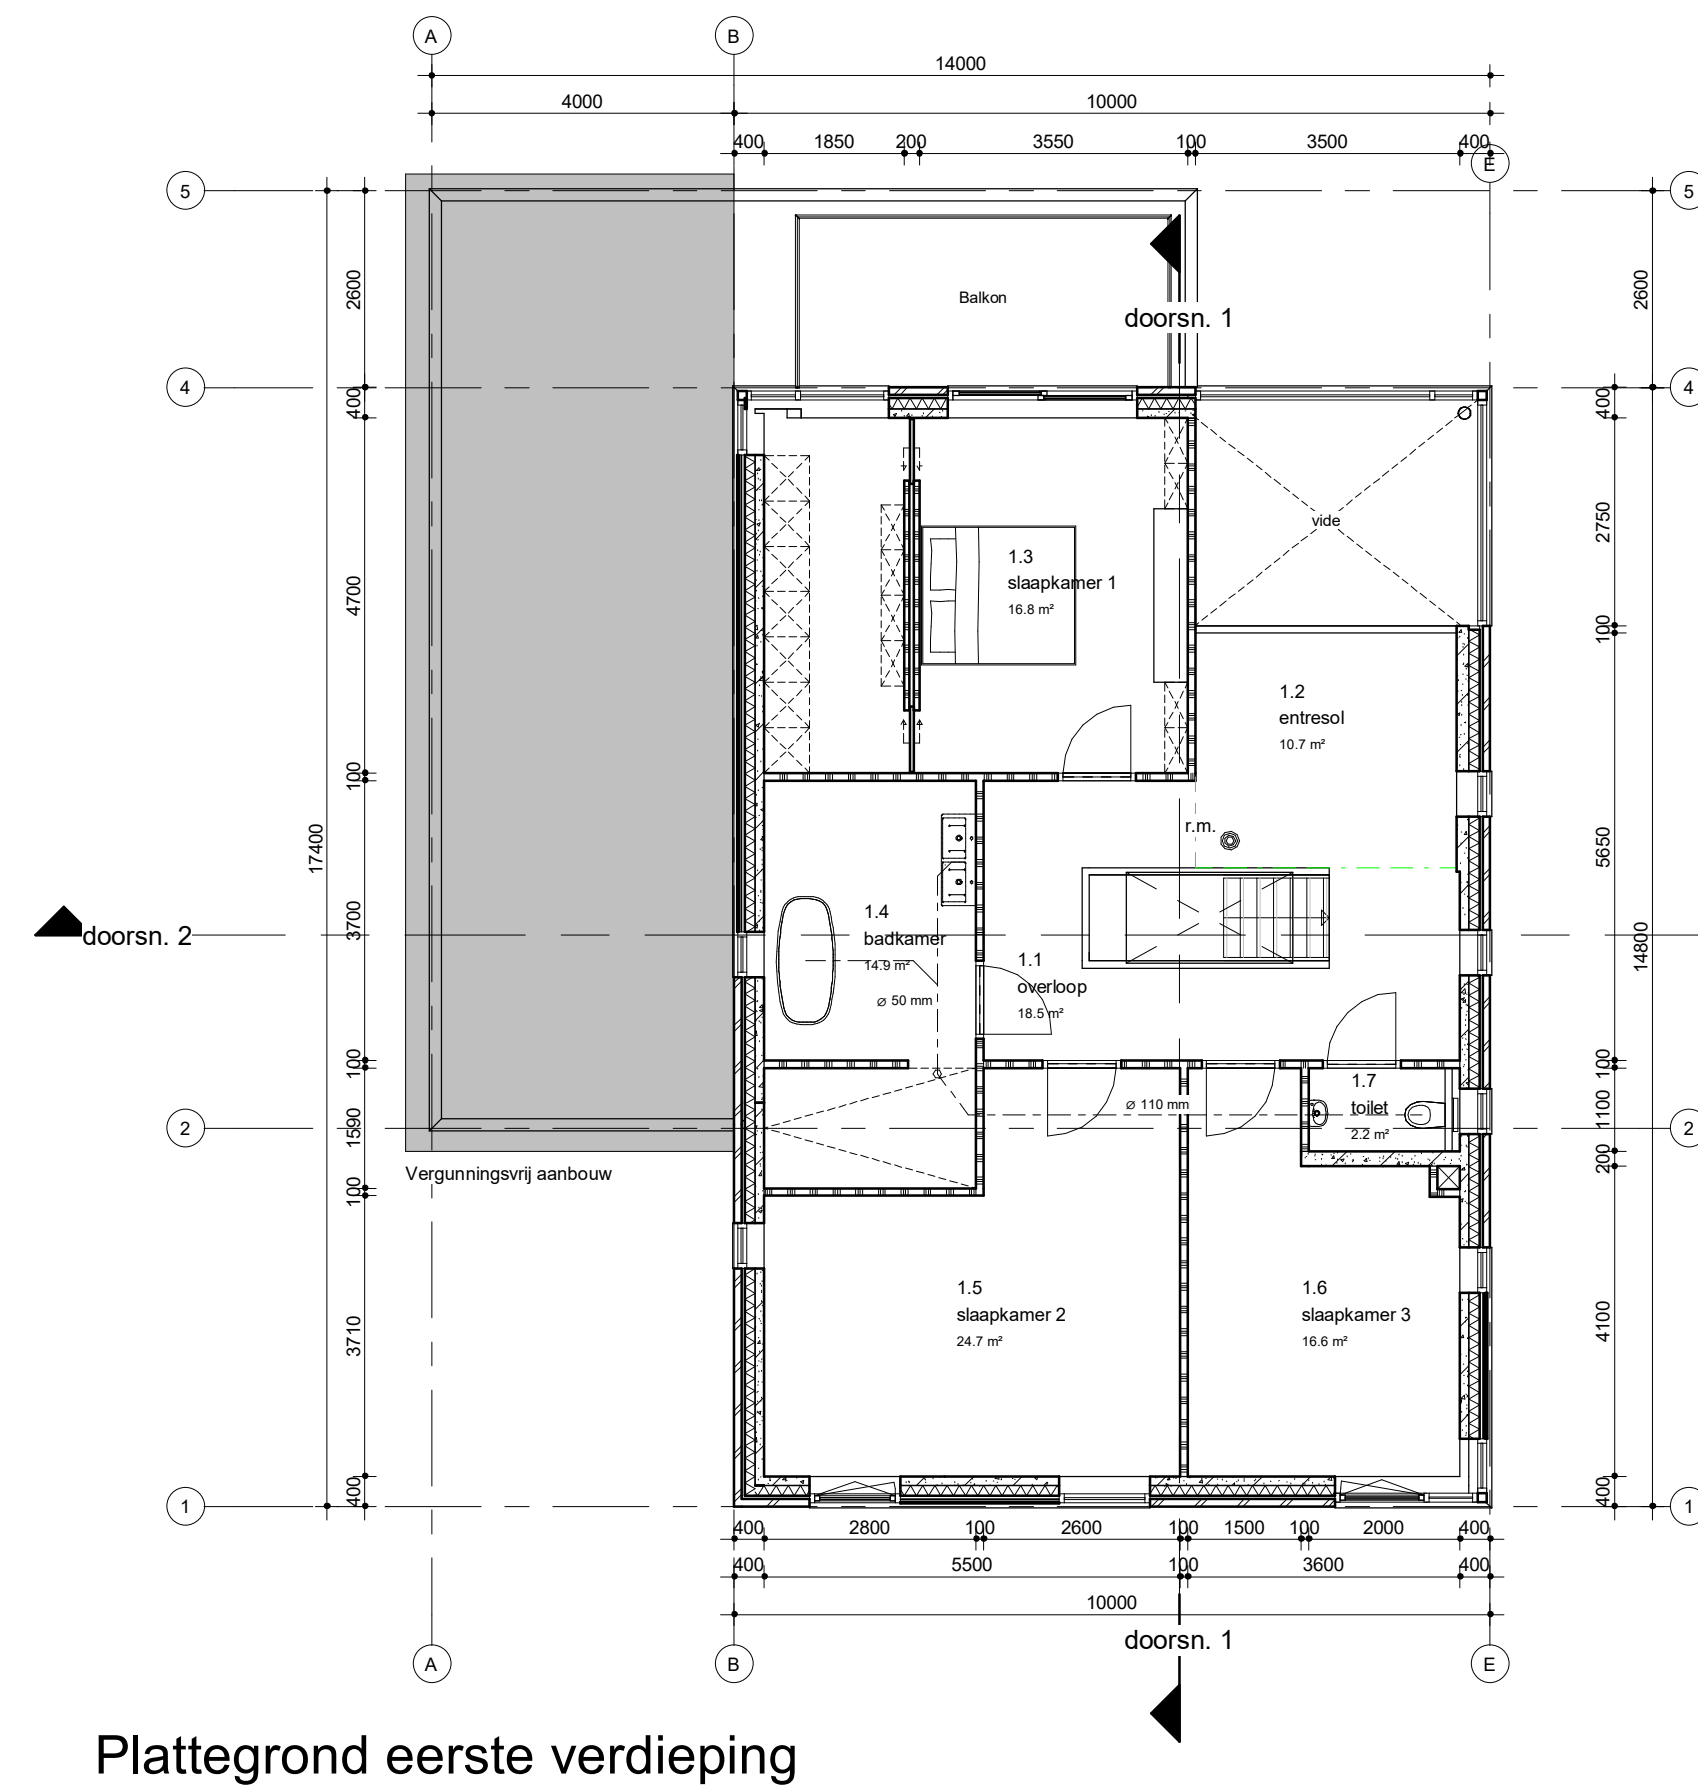 A
B
14000
4000
10000
400
1850
200
3550
100
3500
400
E
5
5
2600
2600
Balkon
doorsn. 1
4
4
400
400
vide
2750
1.3
slaapkamer 1
16.8 m²
4700
100
1.2
entresol
10.7 m²
100
r.m.
17400
5650
1.4
badkamer
14.9 m²
3700
doorsn. 2
14800
1.1
overloop
18.5 m²
⌀ 50 mm
100
100
1.7
toilet
2.2 m²
⌀ 110 mm
1100
2
1590
2
200
Vergunningsvrij aanbouw
100
1.5
slaapkamer 2
24.7 m²
1.6
slaapkamer 3
16.6 m²
3710
4100
400
400
1
1
400
2800
100
2600
100
1500
100
2000
400
400
5500
100
3600
400
10000
doorsn. 1
A
B
E
Plattegrond eerste verdieping